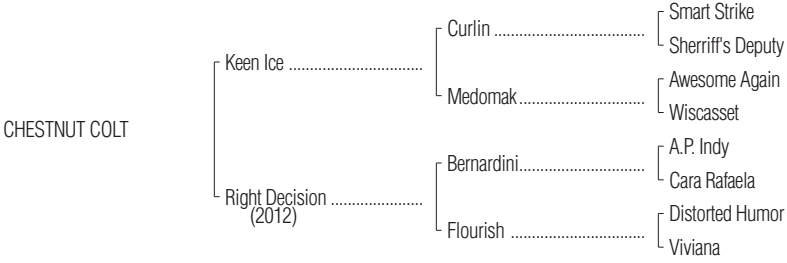 Smart Strike
Curlin ....................................
Sherriff's Deputy
Keen Ice ................................
Awesome Again
Medomak..............................
Wiscasset
CHESTNUT COLT
A.P. Indy
Bernardini..............................
Cara Rafaela
Right Decision ......................
(2012)
Distorted Humor
Flourish ................................
Viviana